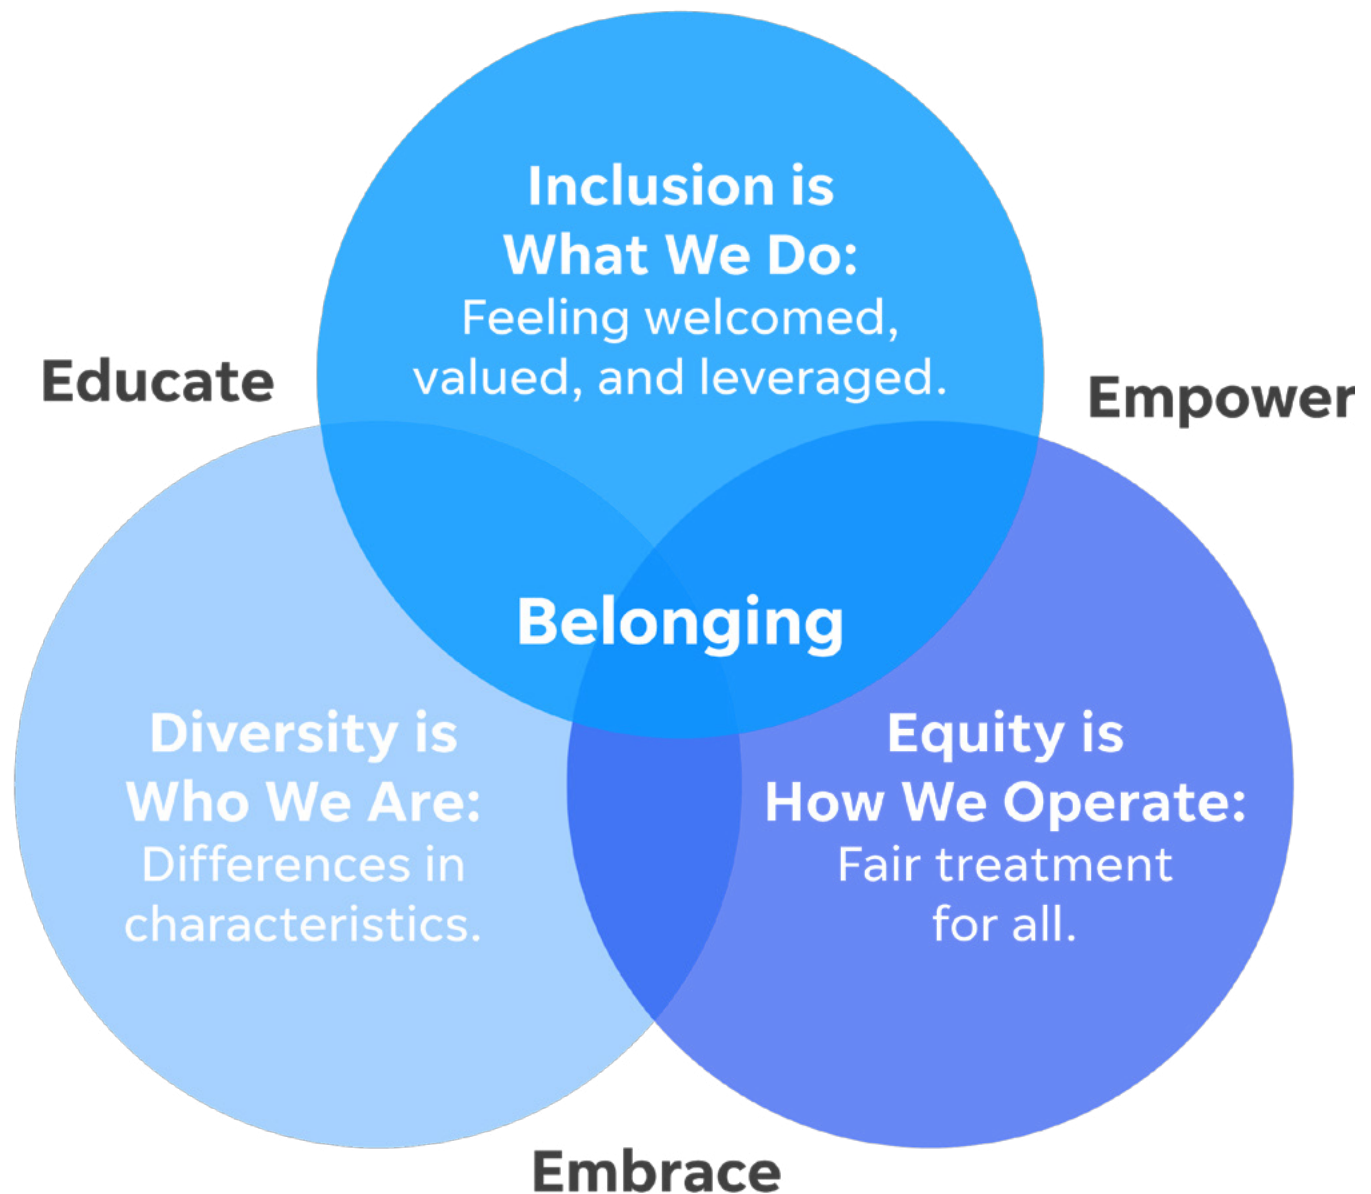 Inclusion is
What We Do:
Feeling welcomed,
valued, and leveraged.
Educate
Empower
Belonging
Diversity is
Who We Are:
Differences in
characteristics.
Equity is
How We Operate:
Fair treatment
for all.
Embrace